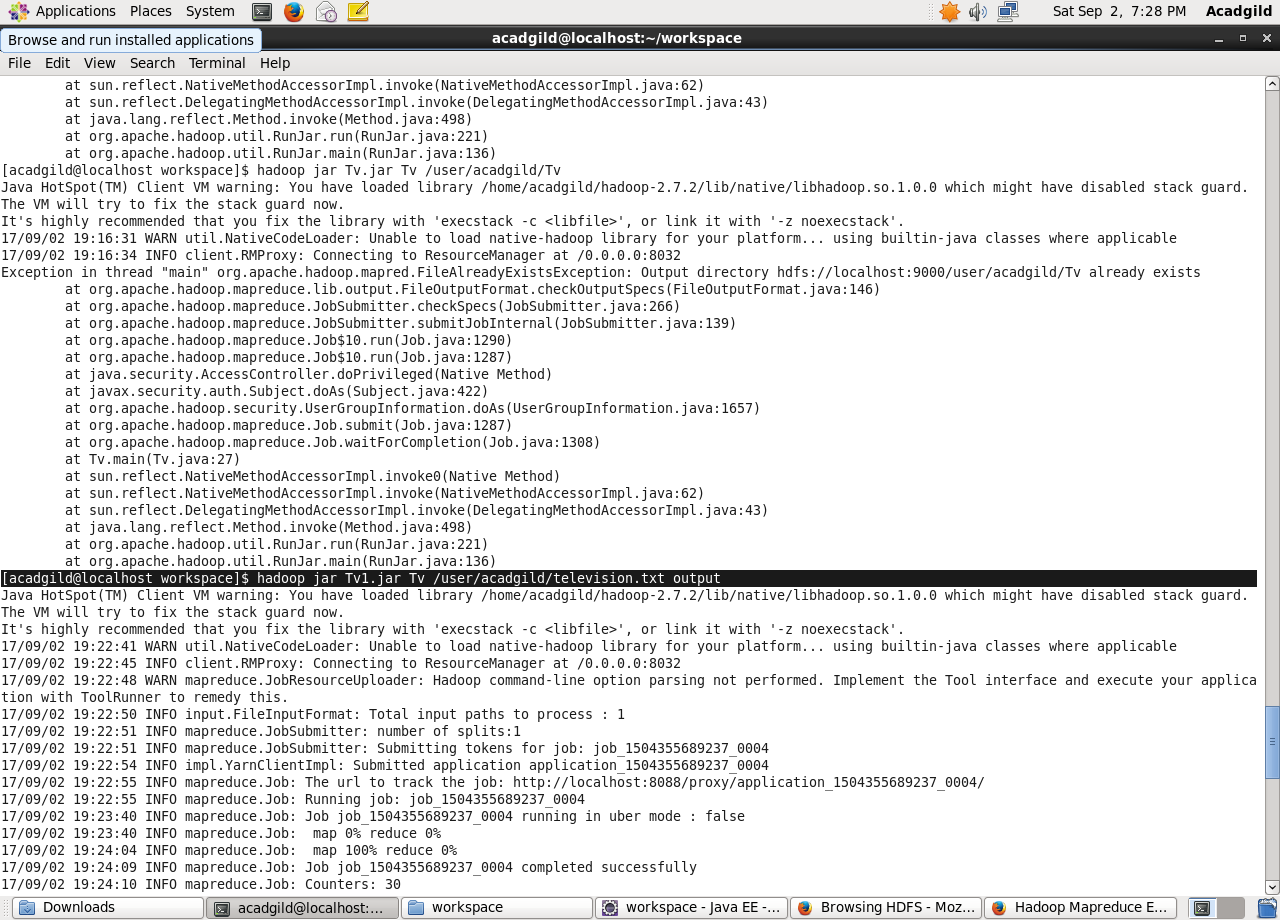 Applications Places System Sat Sep 2, 7:28 PM Acadgild
Browse and run installed applications
acadgild@localhost:~/workspace
File Edit View Search Terminal Help
at sun.reflect.NativeMethodAccessorImpl.invoke(NativeMethodAccessorImpl.java:62)
at sun.reflect.DelegatingMethodAccessorImpl.invoke(DelegatingMethodAccessorImpl.java:43)
at java.lang.reflect.Method.invoke(Method.java:498)
at org.apache.hadoop.util.RunJar.run(RunJar.java:221)
at org.apache.hadoop.util.RunJar.main(RunJar.java:136)
[acadgild@localhost workspace]$ hadoop jar Tv.jar Tv /user/acadgild/Tv
Java HotSpot(TM) Client VM warning: You have loaded library /home/acadgild/hadoop-2.7.2/lib/native/libhadoop.so.1.0.0 which might have disabled stack guard.
The VM will try to fix the stack guard now.
It's highly recommended that you fix the library with 'execstack -c <libfile>', or link it with '-z noexecstack'.
17/09/02 19:16:31 WARN util.NativeCodeLoader: Unable to load native-hadoop library for your platform... using builtin-java classes where applicable
17/09/02 19:16:34 INFO client.RMProxy: Connecting to ResourceManager at /0.0.0.0:8032
Exception in thread "main" org.apache.hadoop.mapred.FileAlreadyExistsException: Output directory hdfs://localhost:9000/user/acadgild/Tv already exists
at org.apache.hadoop.mapreduce.lib.output.FileOutputFormat.checkOutputSpecs(FileOutputFormat.java:146)
at org.apache.hadoop.mapreduce.JobSubmitter.checkSpecs(JobSubmitter.java:266)
at org.apache.hadoop.mapreduce.JobSubmitter.submitJobInternal(JobSubmitter.java:139)
at org.apache.hadoop.mapreduce.Job$10.run(Job.java:1290)
at org.apache.hadoop.mapreduce.Job$10.run(Job.java:1287)
at java.security.AccessController.doPrivileged(Native Method)
at javax.security.auth.Subject.doAs(Subject.java:422)
at org.apache.hadoop.security.UserGroupInformation.doAs(UserGroupInformation.java:1657)
at org.apache.hadoop.mapreduce.Job.submit(Job.java:1287)
at org.apache.hadoop.mapreduce.Job.waitForCompletion(Job.java:1308)
at Tv.main(Tv.java:27)
at sun.reflect.NativeMethodAccessorImpl.invoke0(Native Method)
at sun.reflect.NativeMethodAccessorImpl.invoke(NativeMethodAccessorImpl.java:62)
at sun.reflect.DelegatingMethodAccessorImpl.invoke(DelegatingMethodAccessorImpl.java:43)
at java.lang.reflect.Method.invoke(Method.java:498)
at org.apache.hadoop.util.RunJar.run(RunJar.java:221)
at org.apache.hadoop.util.RunJar.main(RunJar.java:136)
[acadgild@localhost workspace]$ hadoop jar Tv1.jar Tv /user/acadgild/television.txt output
Java HotSpot(TM) Client VM warning: You have loaded library /home/acadgild/hadoop-2.7.2/lib/native/libhadoop.so.1.0.0 which might have disabled stack guard.
The VM will try to fix the stack guard now.
It's highly recommended that you fix the library with 'execstack -c <libfile>', or link it with '-z noexecstack'.
17/09/02 19:22:41 WARN util.NativeCodeLoader: Unable to load native-hadoop library for your platform... using builtin-java classes where applicable
17/09/02 19:22:45 INFO client.RMProxy: Connecting to ResourceManager at /0.0.0.0:8032
17/09/02 19:22:48 WARN mapreduce.JobResourceUploader: Hadoop command-line option parsing not performed. Implement the Tool interface and execute your applica
tion with ToolRunner to remedy this.
17/09/02 19:22:50 INFO input.FileInputFormat: Total input paths to process : 1
17/09/02 19:22:51 INFO mapreduce.JobSubmitter: number of splits:1
17/09/02 19:22:51 INFO mapreduce.JobSubmitter: Submitting tokens for job: job_1504355689237_0004
17/09/02 19:22:54 INFO impl.YarnClientImpl: Submitted application application_1504355689237_0004
17/09/02 19:22:55 INFO mapreduce.Job: The url to track the job: http://localhost:8088/proxy/application_1504355689237_0004/
17/09/02 19:22:55 INFO mapreduce.Job: Running job: job_1504355689237_0004
17/09/02 19:23:40 INFO mapreduce.Job: Job job_1504355689237_0004 running in uber mode : false
17/09/02 19:23:40 INFO mapreduce.Job:  map 0% reduce 0%
17/09/02 19:24:04 INFO mapreduce.Job:  map 100% reduce 0%
17/09/02 19:24:09 INFO mapreduce.Job: Job job_1504355689237_0004 completed successfully
17/09/02 19:24:10 INFO mapreduce.Job: Counters: 30
Downloads acadgild@localhost:... workspace workspace - Java EE -... Browsing HDFS - Moz... Hadoop Mapreduce E...